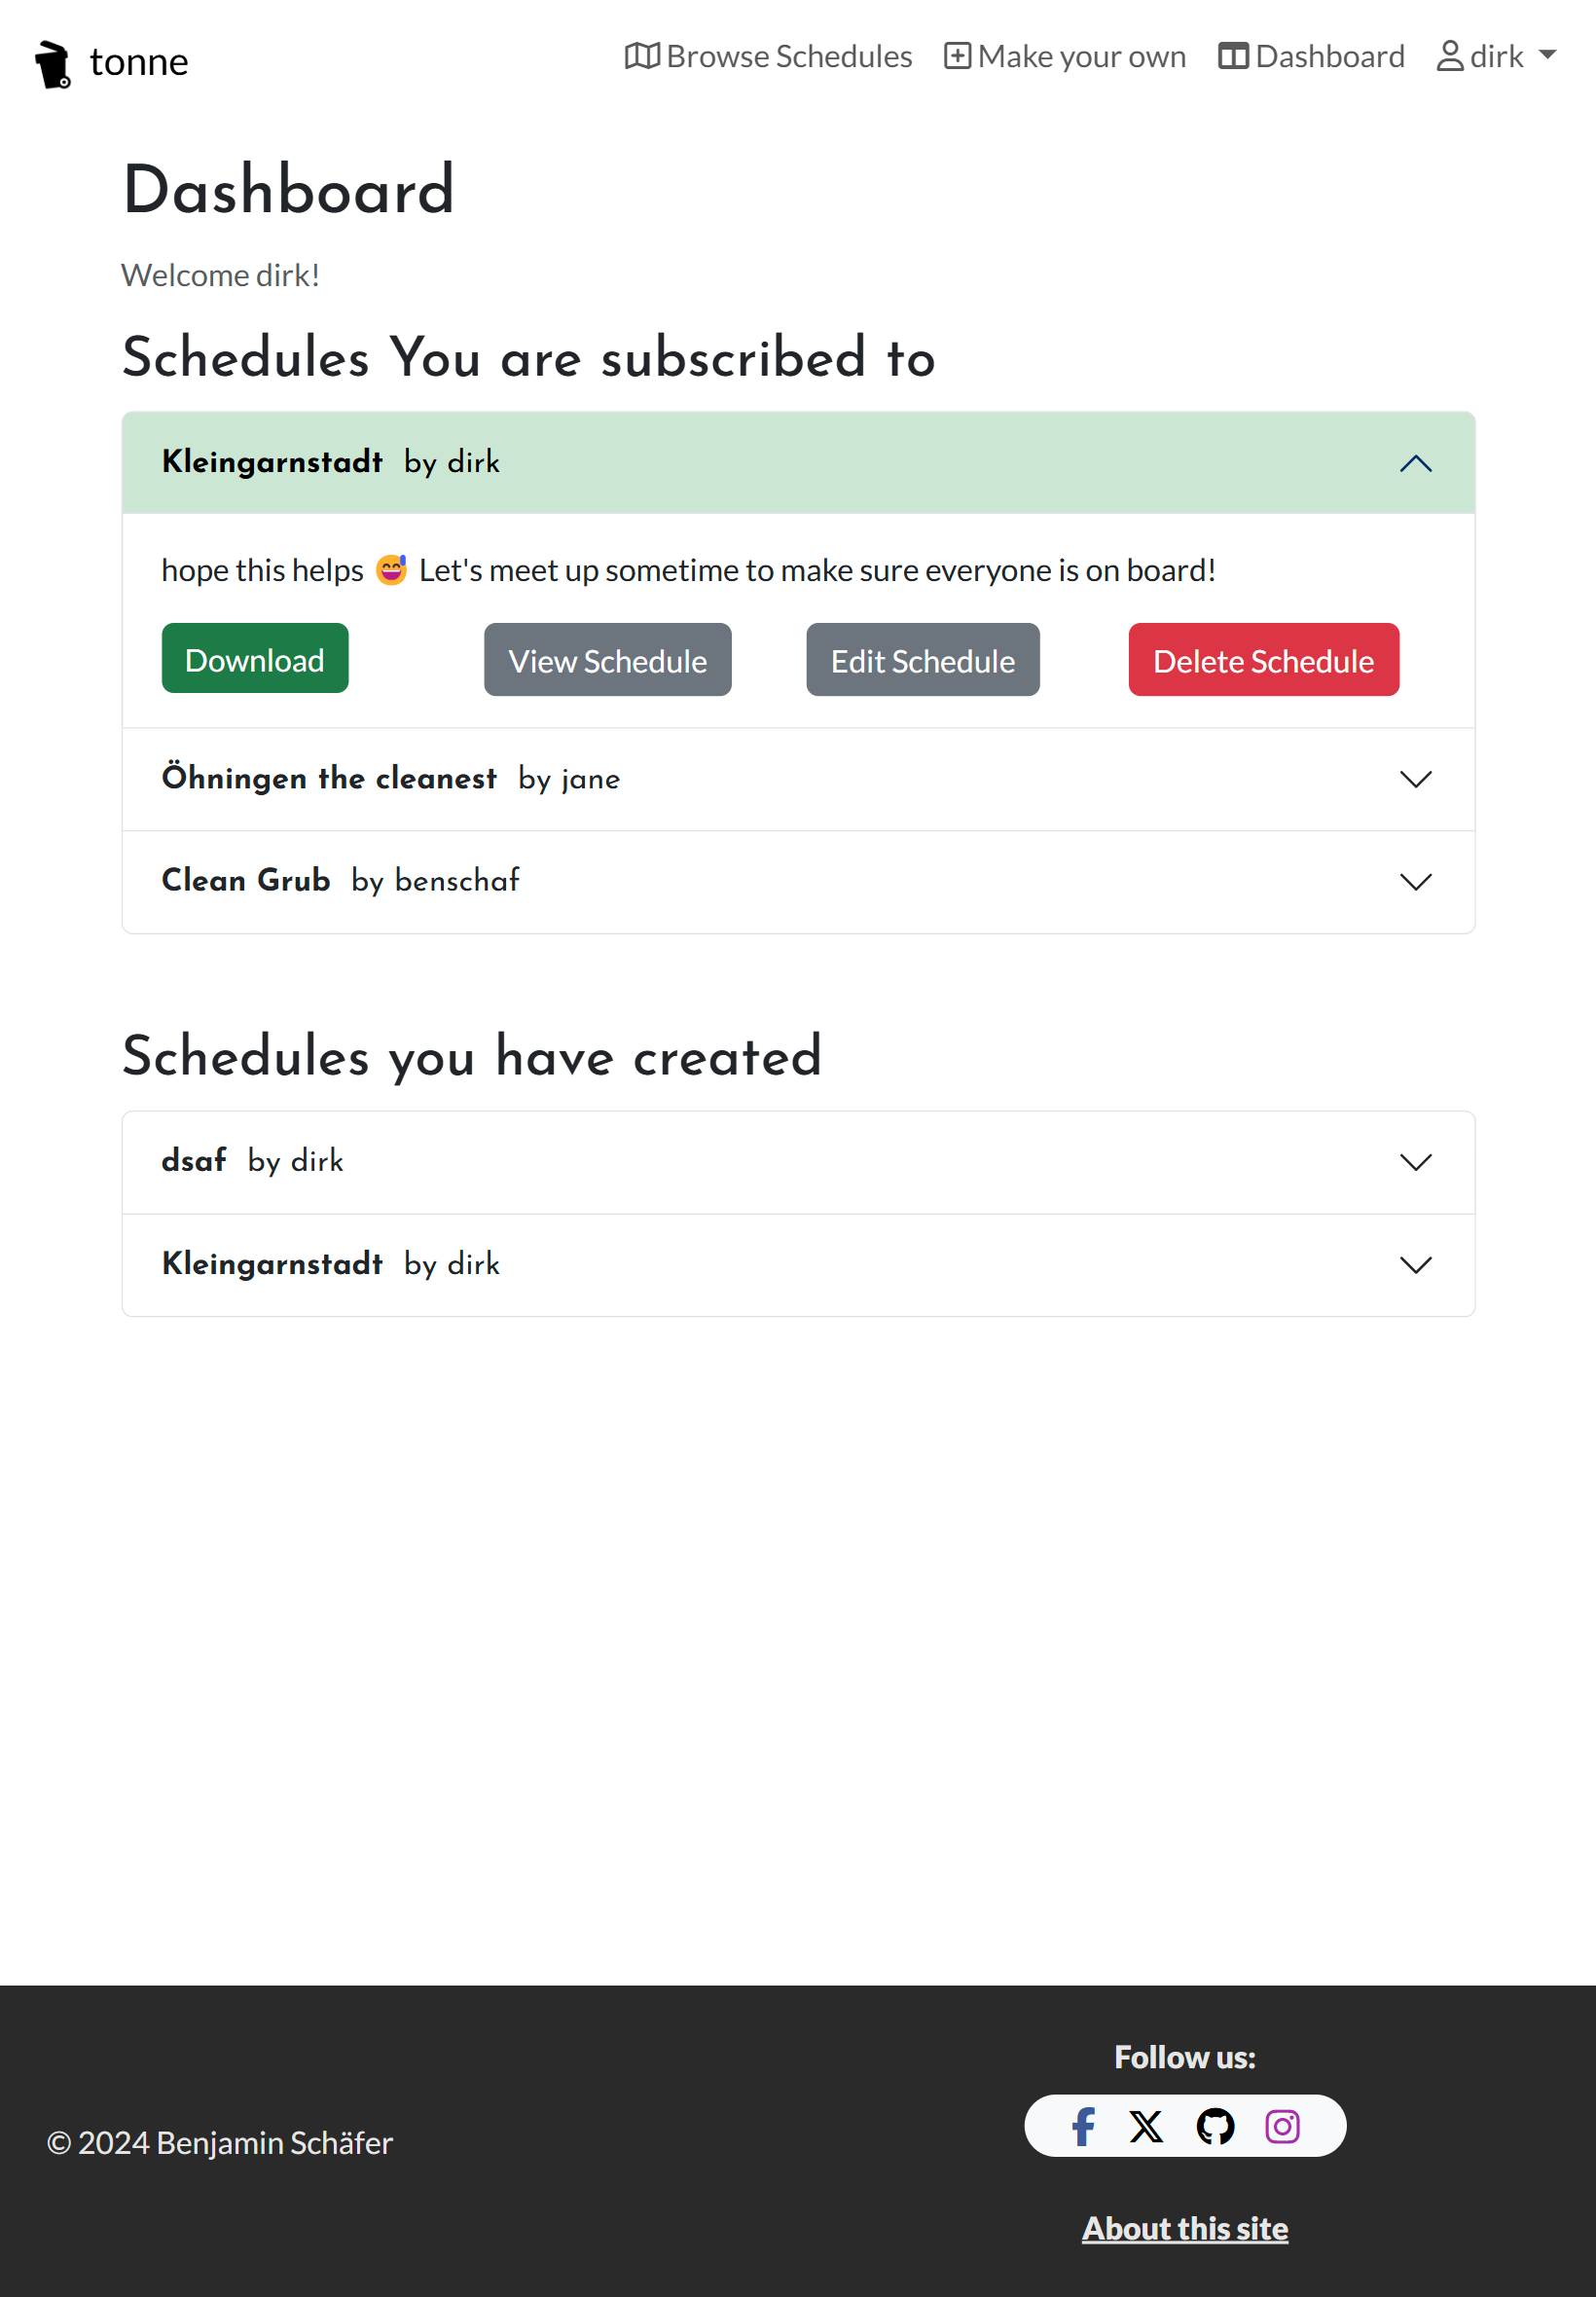 tonne
Browse Schedules Make your own Dashboard dirk
Dashboard
Welcome dirk!
Schedules You are subscribed to
Kleingarnstadt by dirk
hope this helps 😅 Let's meet up sometime to make sure everyone is on board!
Download View Schedule Edit Schedule Delete Schedule
Öhningen the cleanest by jane
Clean Grub by benschaf
Schedules you have created
dsaf by dirk
Kleingarnstadt by dirk
Follow us:
© 2024 Benjamin Schäfer
About this site